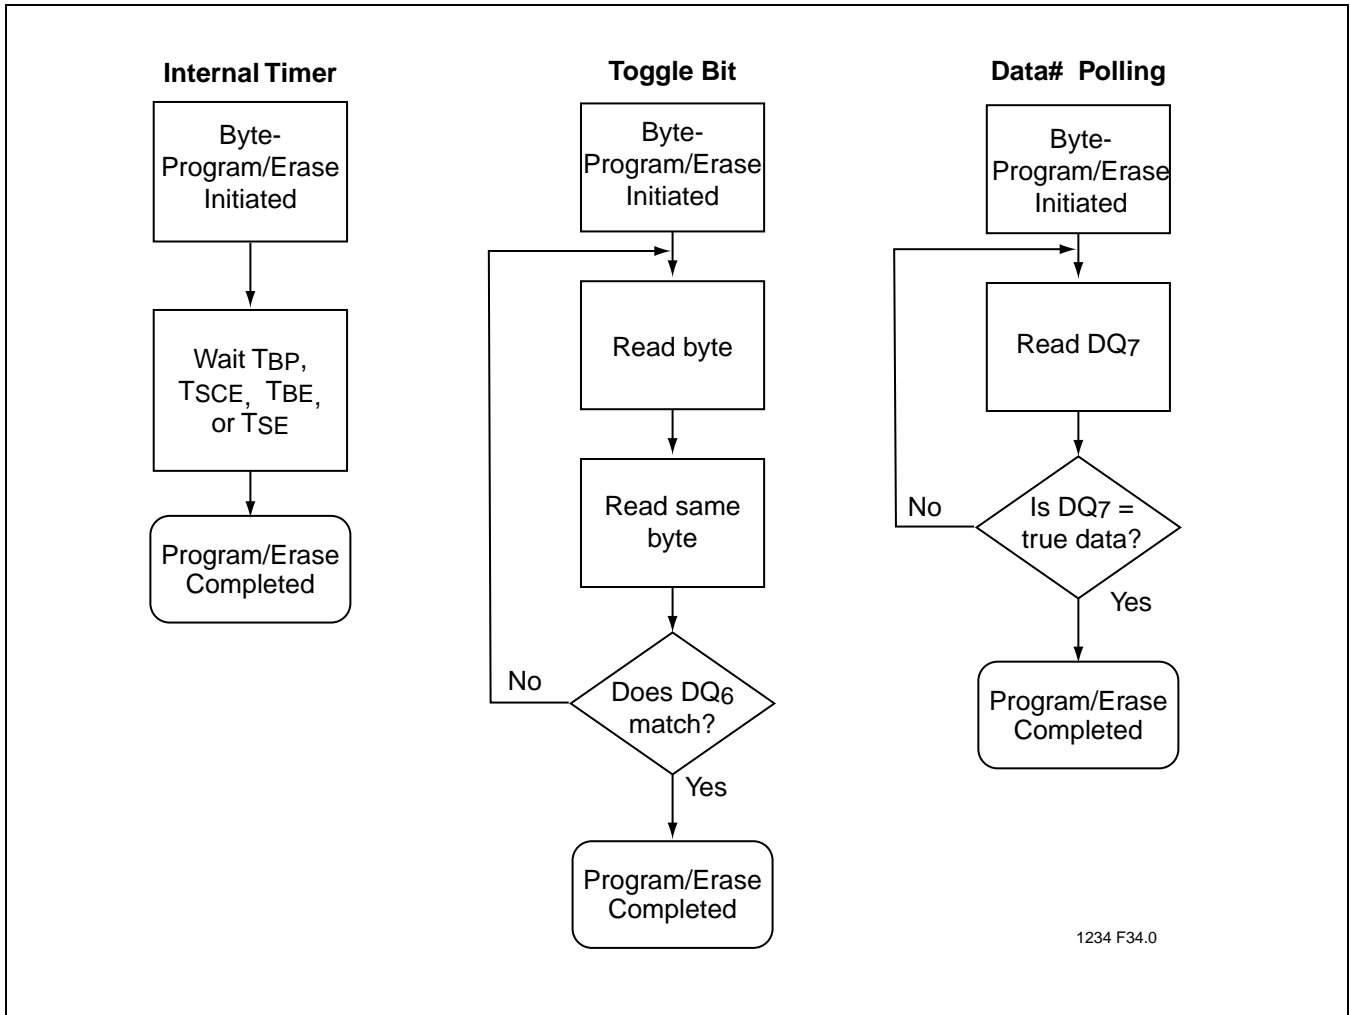 Internal Timer
Byte-
Program/Erase
Initiated
Wait TBP,
TSCE, TBE,
or TSE
Program/Erase
Completed
Toggle Bit
Byte-
Program/Erase
Initiated
Read byte
Read same
byte
No
Does DQ6
match?
Yes
Program/Erase
Completed
Data# Polling
Byte-
Program/Erase
Initiated
Read DQ7
No
Is DQ7 =
true data?
Yes
Program/Erase
Completed
1234 F34.0